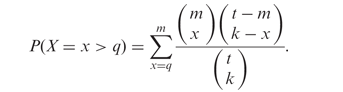 P(X = x > q) = \sum_{x=q}^{m} \frac{\binom{m}{x} \binom{t-m}{k-x}}{\binom{t}{k}}.